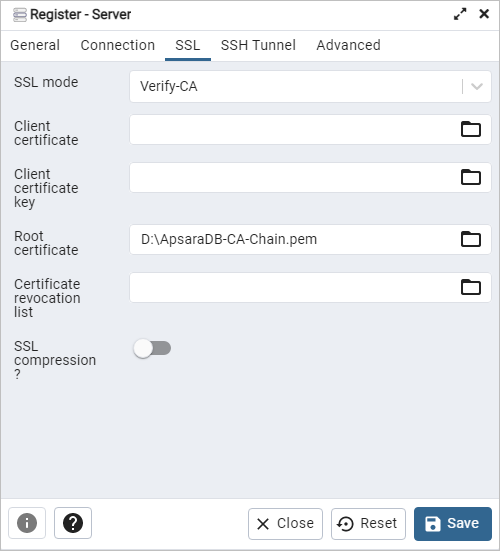 Register - Server
General Connection SSL SSH Tunnel Advanced
SSL mode
Verify-CA
Client
certificate
Client
certificate
key
Root
certificate
D:\ApsaraDB-CA-Chain.pem
Certificate
revocation
list
SSL
compression
?
Close Reset Save